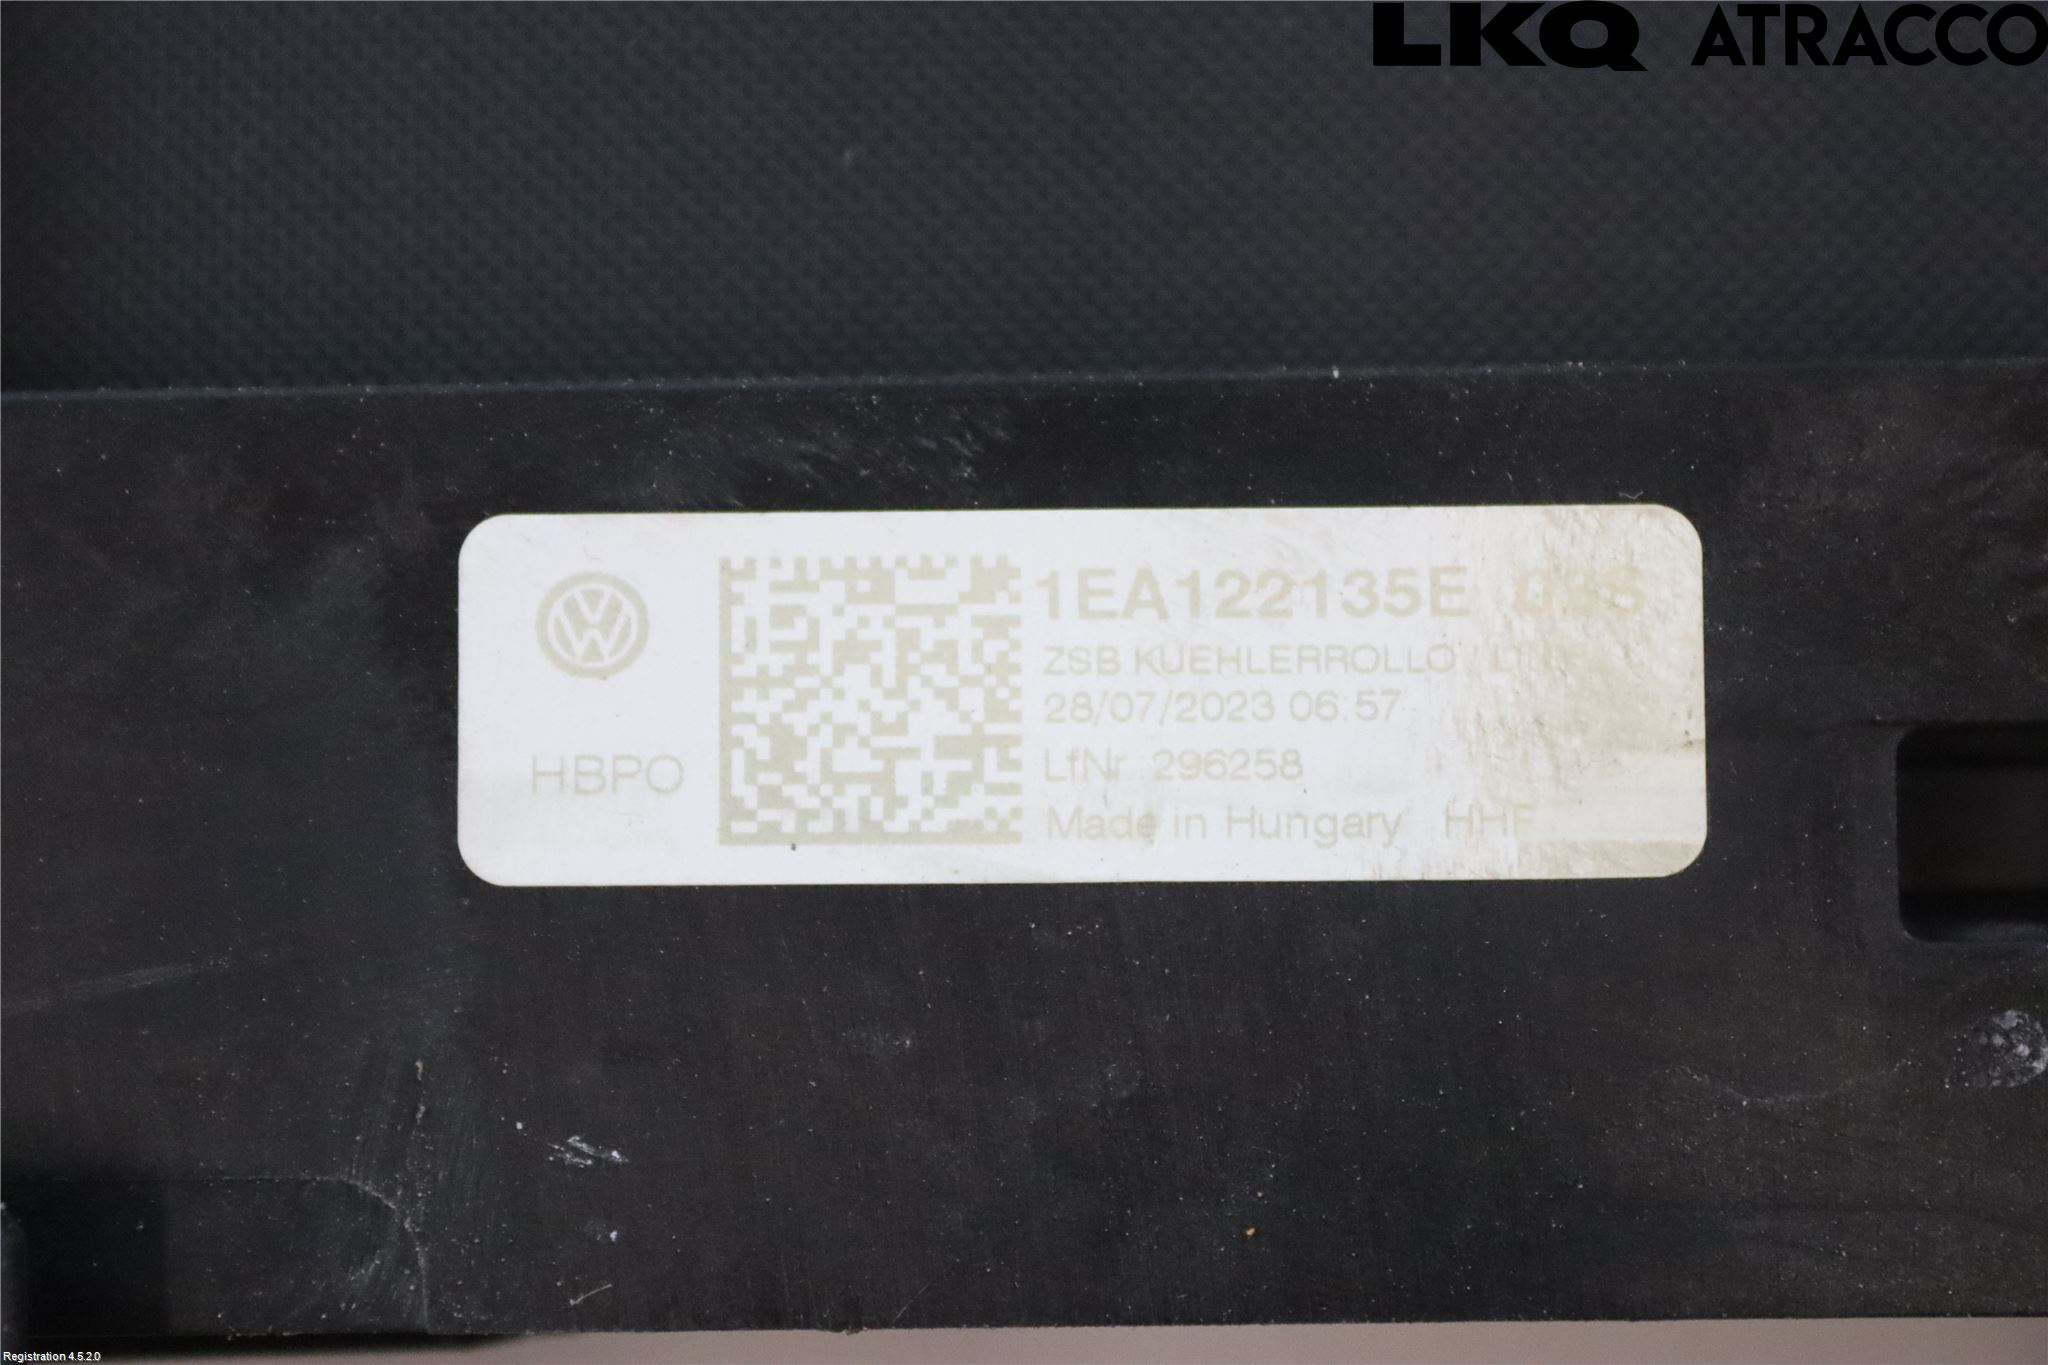 LKQ ATRACCO
1EA122135E
ZSB KUEHLERROLLO
28/07/2023 06:57
HBPO
LfNr. 296258
Made in Hungary HHF
Registration 4.5.2.0